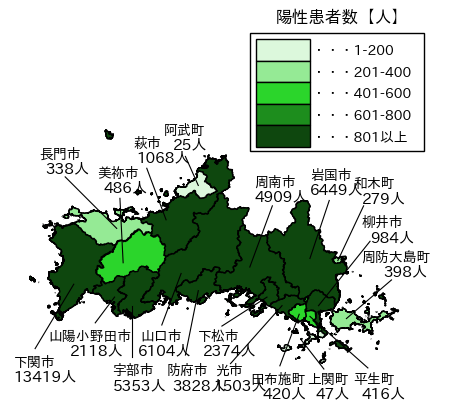 陽性患者数【人】
・・・1-200
・・・201-400
・・・401-600
・・・601-800
・・・801以上
阿武町
25人
萩市
1068人
長門市
338人
美祢市
486人
周南市
4909人
岩国市
6449人
和木町
279人
柳井市
984人
周防大島町
398人
下関市
13419人
山陽小野田市
2118人
宇部市
5353人
山口市
6104人
防府市
3828人
下松市
2374人
光市
1503人
田布施町
420人
上関町
47人
平生町
416人